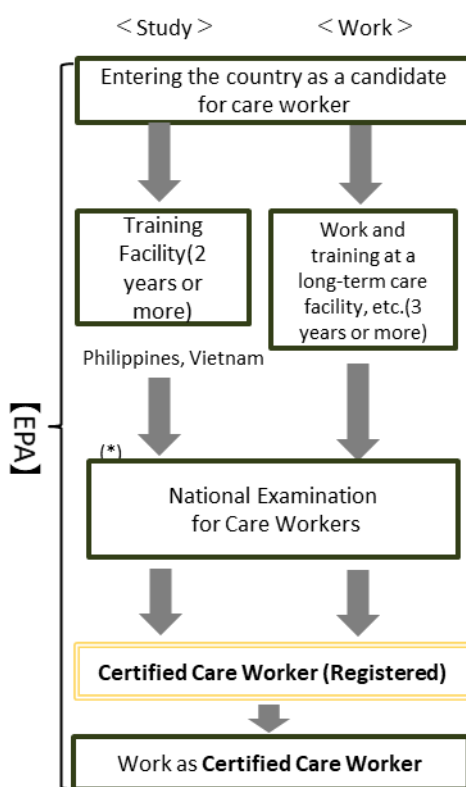 ＜Study＞ ＜Work＞
Entering the country as a candidate
for care worker
Training
Facility(2
years or
more)
Work and
training at a
long-term care
facility, etc.(3
years or more)
Philippines, Vietnam
【EPA】
(*)
National Examination
for Care Workers
Certified Care Worker (Registered)
Work as Certified Care Worker